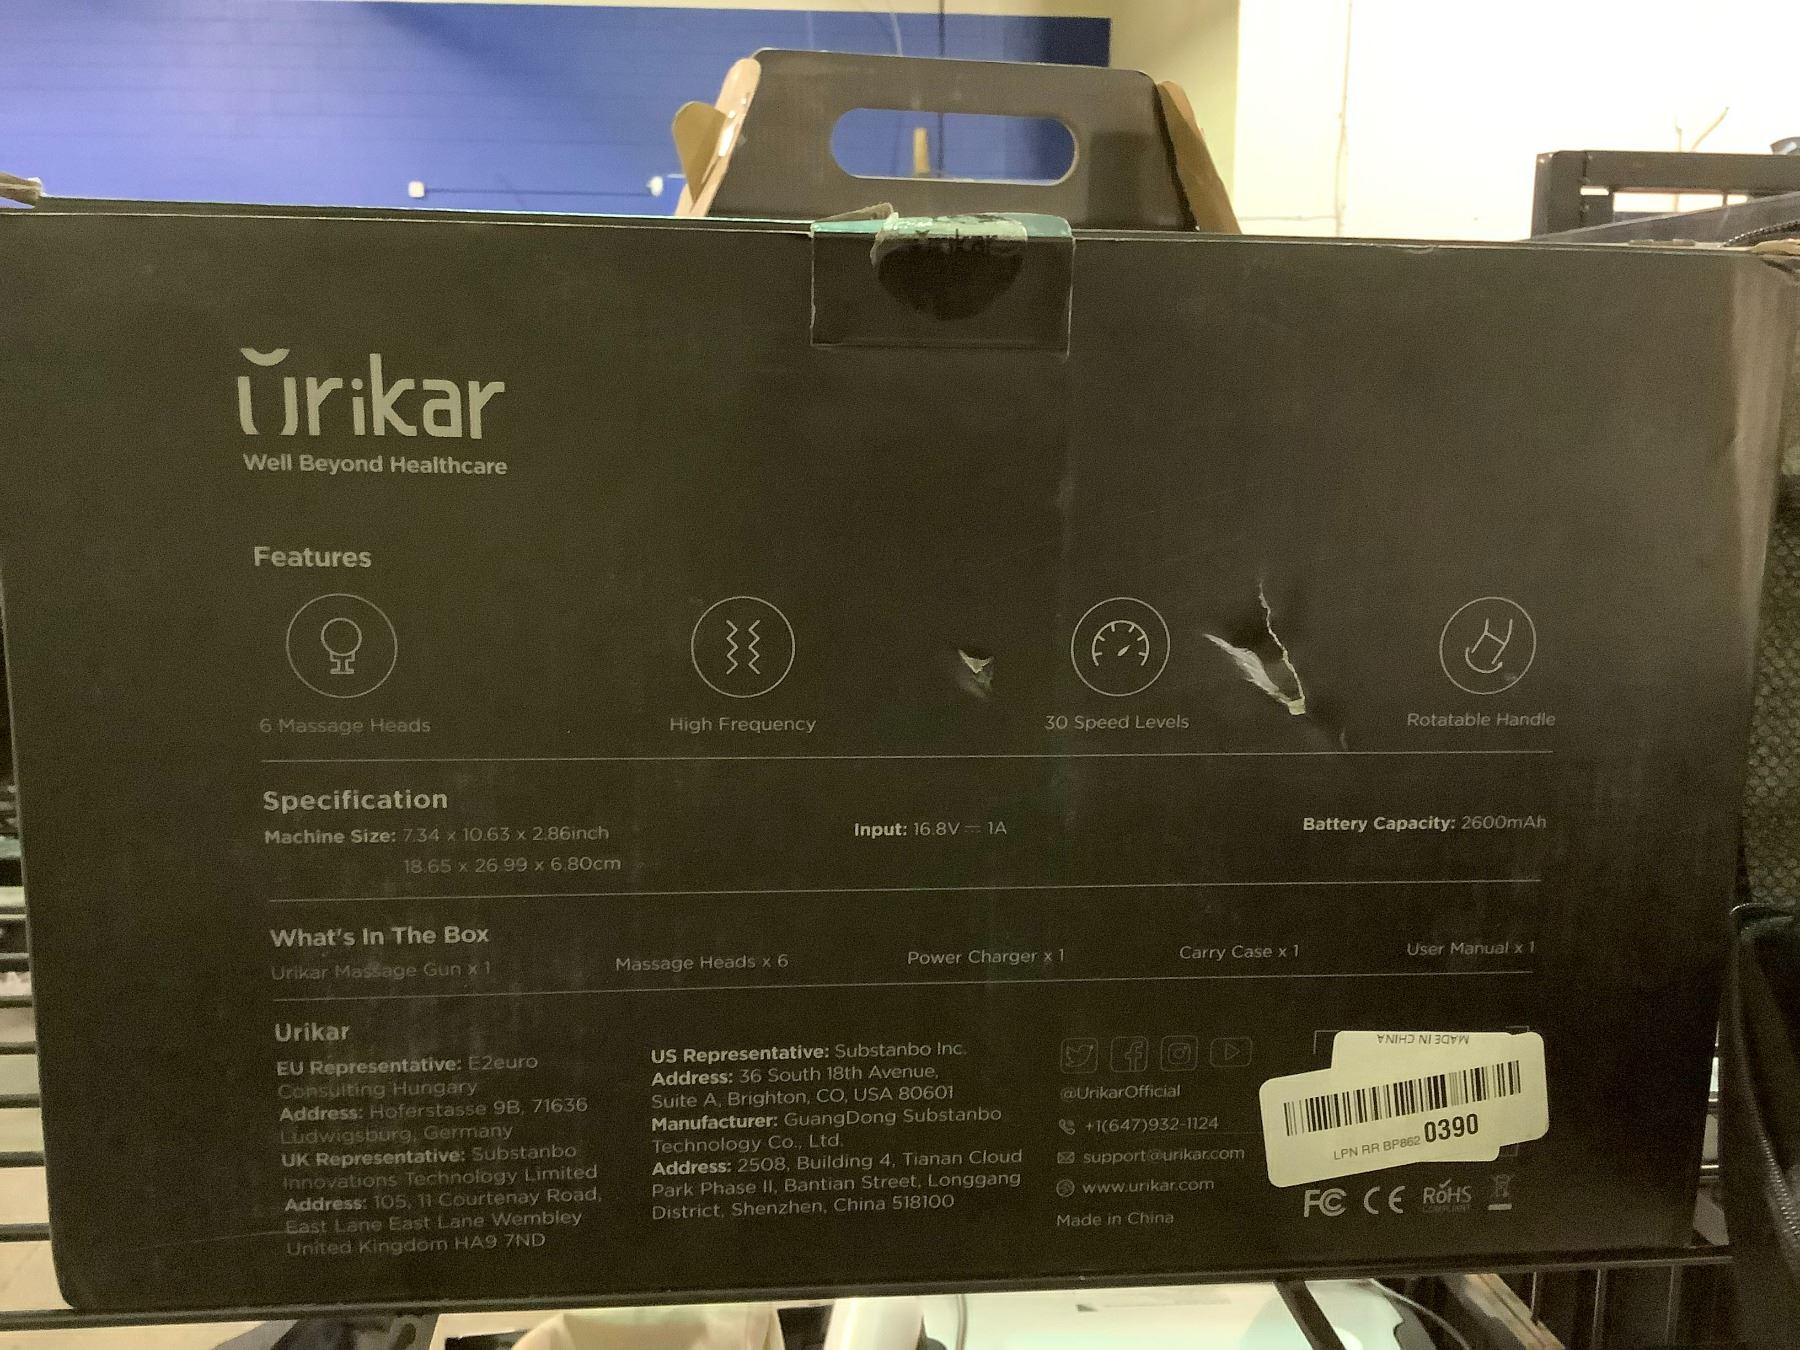 Urikar
Urikar
Well Beyond Healthcare
Features
6 Massage Heads
High Frequency
30 Speed Levels
Rotatable Handle
Specification
Machine Size: 7.34 x 10.63 x 2.86inch
18.65 x 26.99 x 6.80cm
Input: 16.8V ⎓ 1A
Battery Capacity: 2600mAh
What's In The Box
Urikar Massage Gun x 1
Massage Heads x 6
Power Charger x 1
Carry Case x 1
User Manual x 1
Urikar
EU Representative: E2euro
Consulting Hungary
Address: Hoferstasse 9B, 71636
Ludwigsburg, Germany
UK Representative: Substanbo
Innovations Technology Limited
Address: 105, 11 Courtenay Road,
East Lane East Lane Wembley
United Kingdom HA9 7ND
US Representative: Substanbo Inc.
Address: 36 South 18th Avenue,
Suite A, Brighton, CO, USA 80601
Manufacturer: GuangDong Substanbo
Technology Co., Ltd.
Address: 2508, Building 4, Tianan Cloud
Park Phase II, Bantian Street, Longgang
District, Shenzhen, China 518100
@UrikarOfficial
+1(647)932-1124
support@urikar.com
www.urikar.com
Made in China
MADE IN CHINA
LPN RR BP862 0390
FC CE RoHS
COMPLIANT